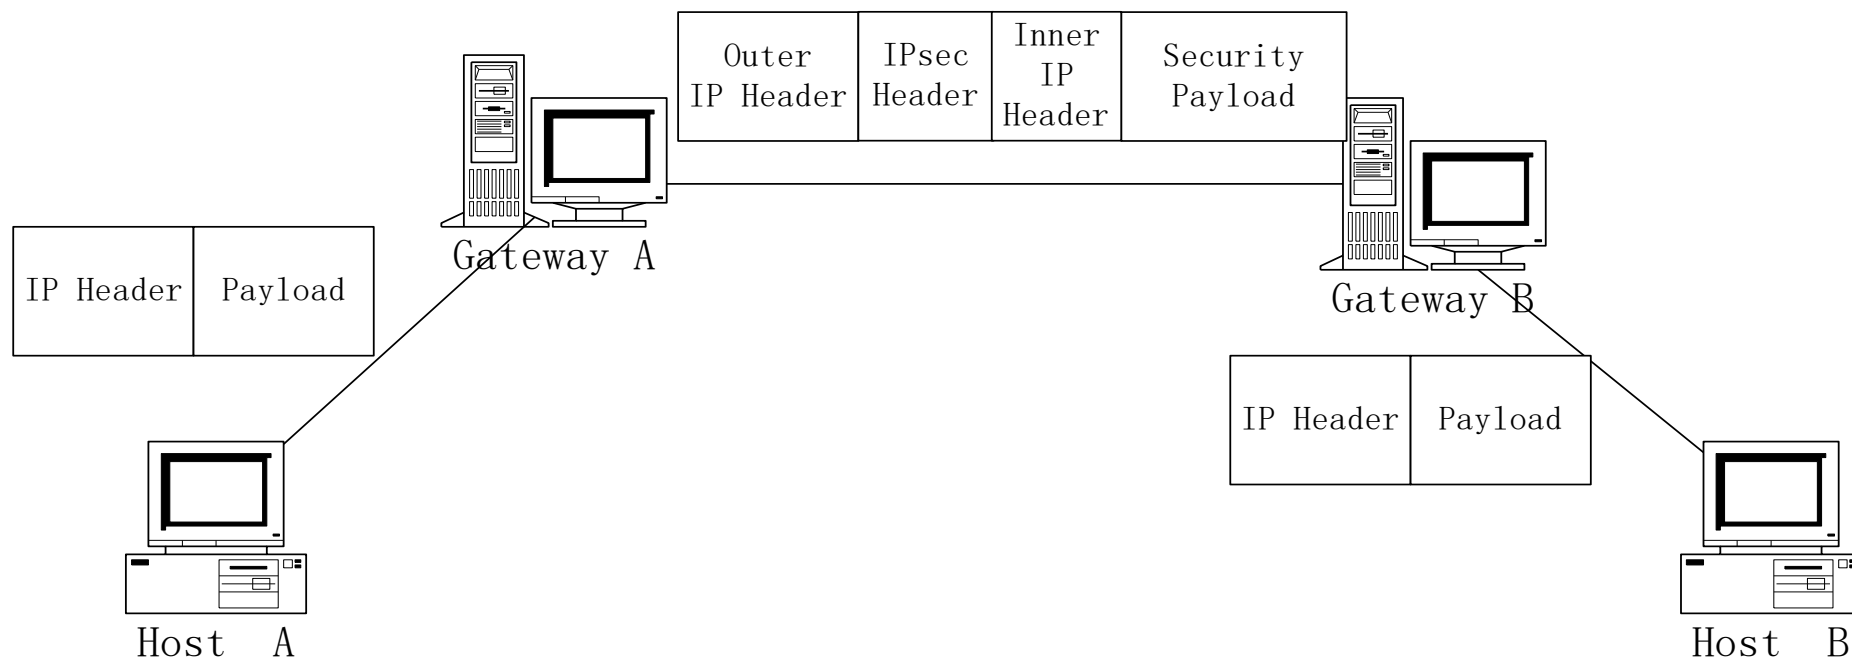 Outer
IP Header
IPsec
Header
Inner
IP
Header
Security
Payload
Gateway A
IP Header
Payload
Gateway B
IP Header
Payload
Host A
Host B